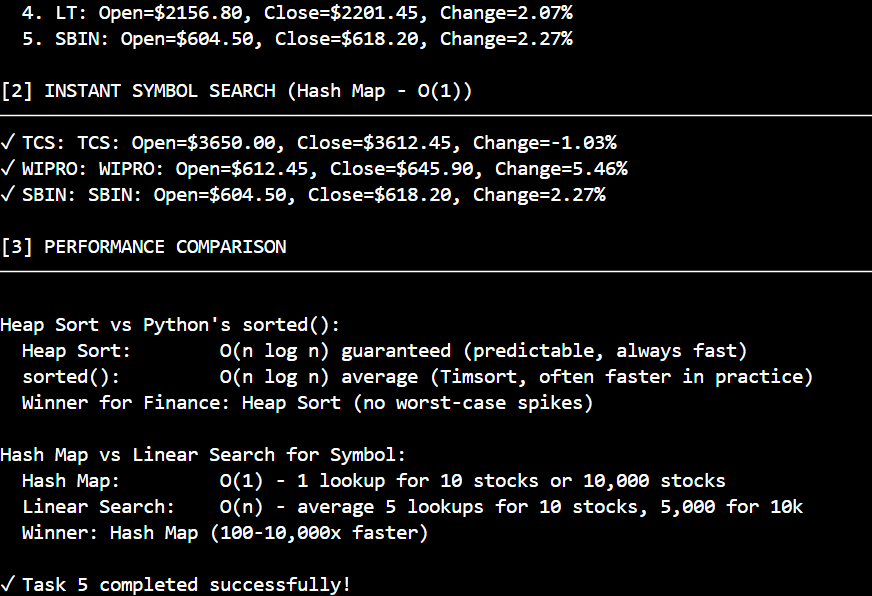 4. LT: Open=$2156.80, Close=$2201.45, Change=2.07%
5. SBIN: Open=$604.50, Close=$618.20, Change=2.27%
[2] INSTANT SYMBOL SEARCH (Hash Map - O(1))
✓ TCS: TCS: Open=$3650.00, Close=$3612.45, Change=-1.03%
✓ WIPRO: WIPRO: Open=$612.45, Close=$645.90, Change=5.46%
✓ SBIN: SBIN: Open=$604.50, Close=$618.20, Change=2.27%
[3] PERFORMANCE COMPARISON
Heap Sort vs Python's sorted():
Heap Sort: O(n log n) guaranteed (predictable, always fast)
sorted(): O(n log n) average (Timsort, often faster in practice)
Winner for Finance: Heap Sort (no worst-case spikes)
Hash Map vs Linear Search for Symbol:
Hash Map: O(1) - 1 lookup for 10 stocks or 10,000 stocks
Linear Search: O(n) - average 5 lookups for 10 stocks, 5,000 for 10k
Winner: Hash Map (100-10,000x faster)
✓ Task 5 completed successfully!